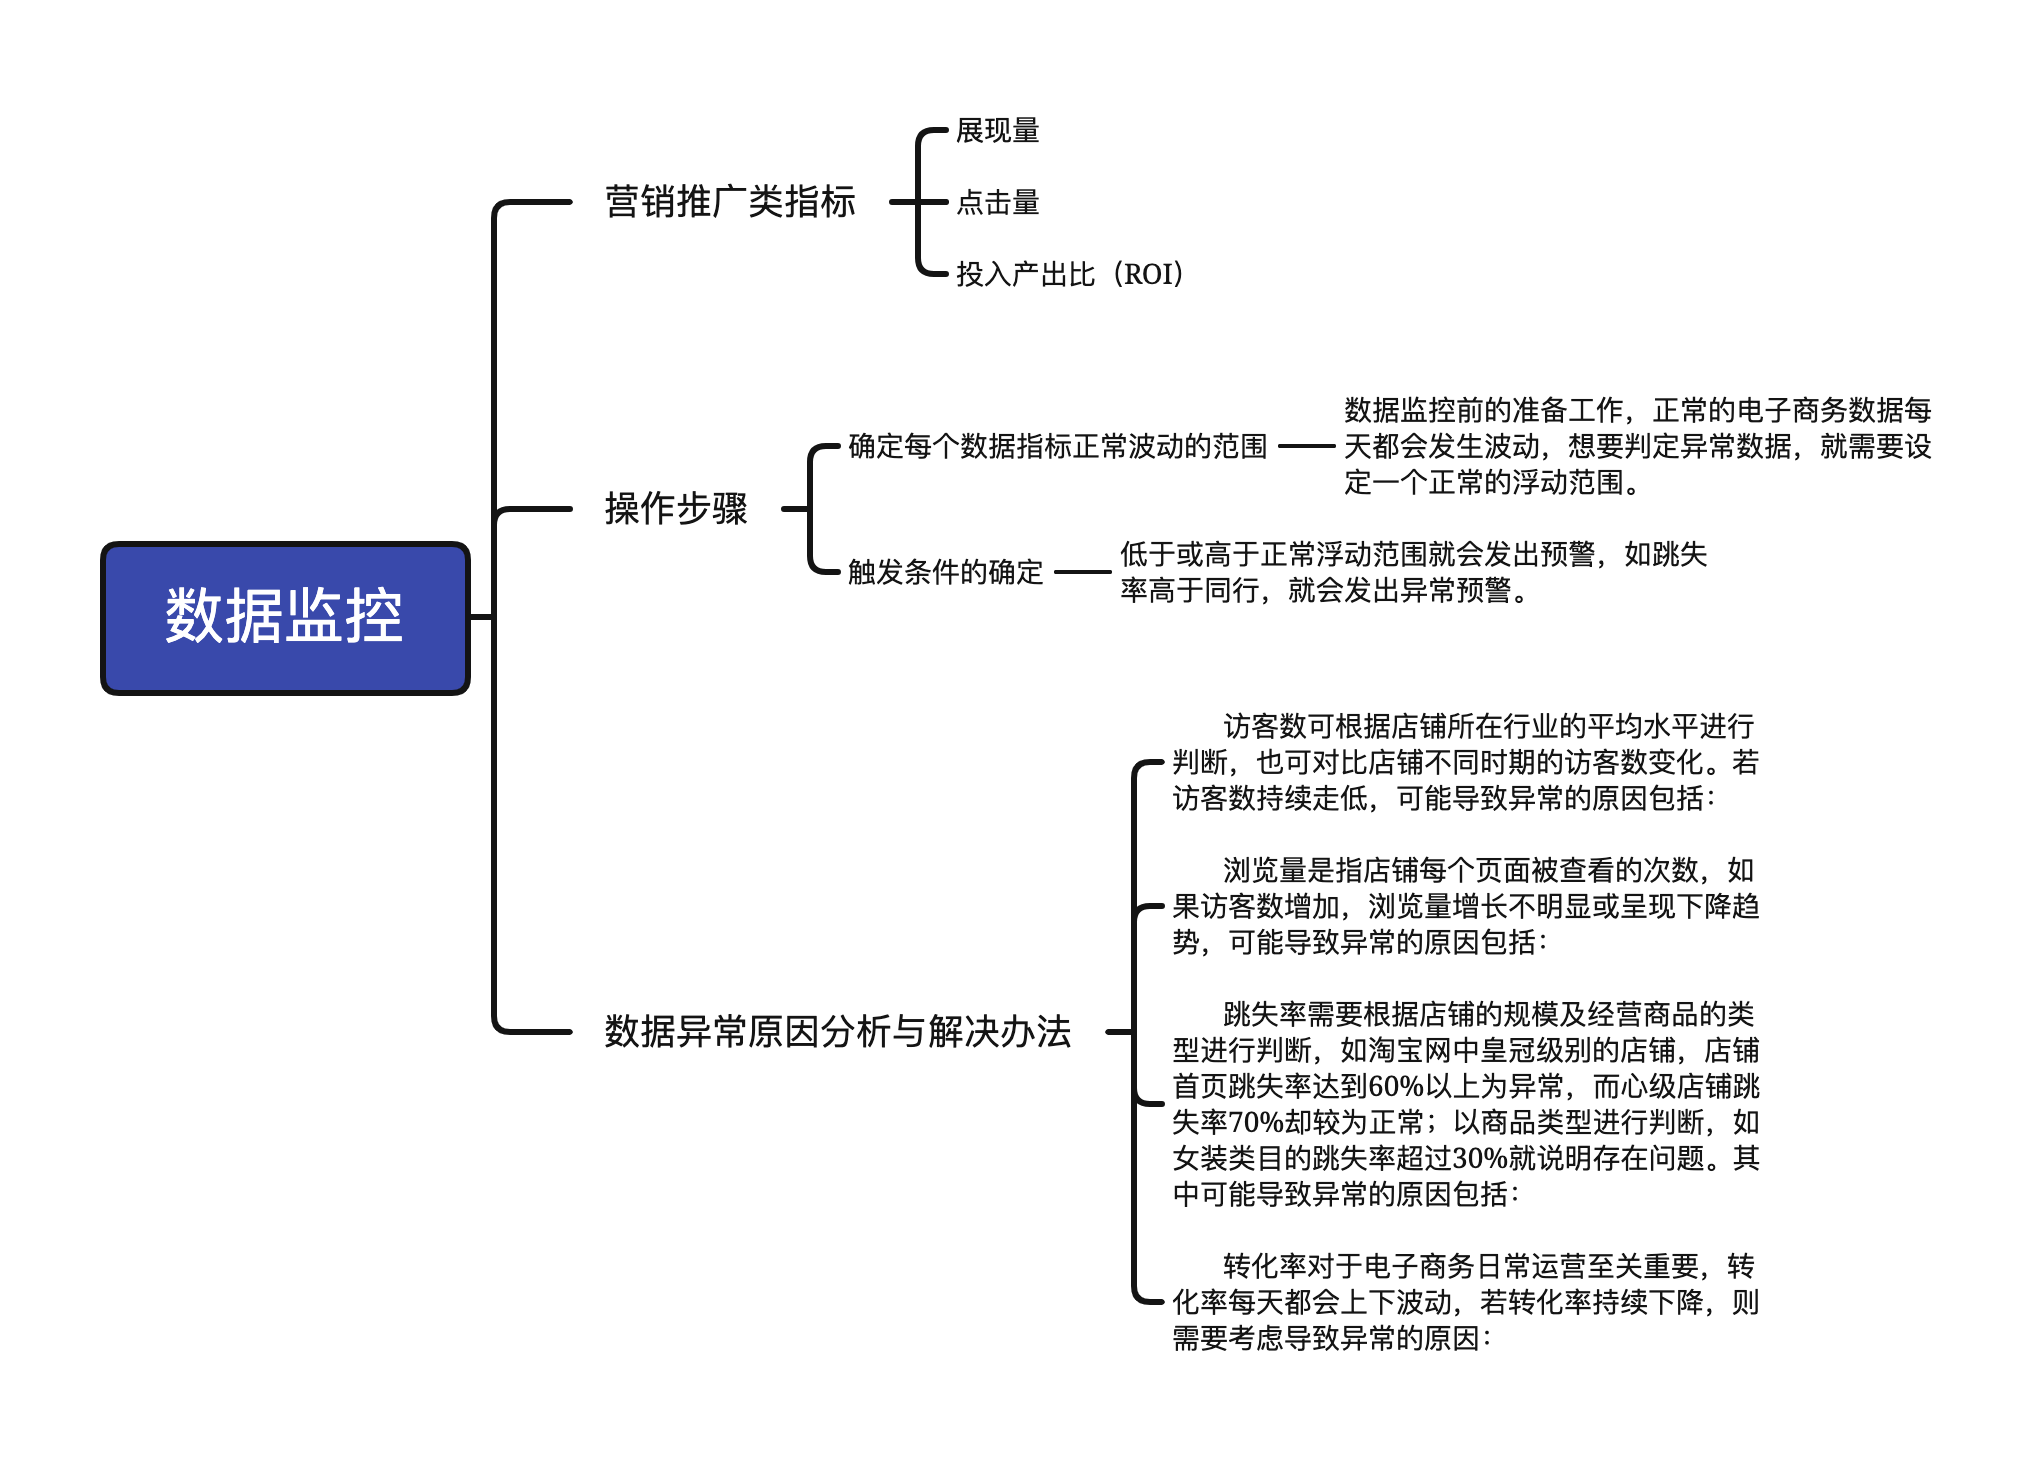 数据监控
营销推广类指标
展现量
点击量
投入产出比（ROI）
操作步骤
确定每个数据指标正常波动的范围
数据监控前的准备工作，正常的电子商务数据每
天都会发生波动，想要判定异常数据，就需要设
定一个正常的浮动范围。
触发条件的确定
低于或高于正常浮动范围就会发出预警，如跳失
率高于同行，就会发出异常预警。
数据异常原因分析与解决办法
访客数可根据店铺所在行业的平均水平进行
判断，也可对比店铺不同时期的访客数变化。若
访客数持续走低，可能导致异常的原因包括：
浏览量是指店铺每个页面被查看的次数，如
果访客数增加，浏览量增长不明显或呈现下降趋
势，可能导致异常的原因包括：
跳失率需要根据店铺的规模及经营商品的类
型进行判断，如淘宝网中皇冠级别的店铺，店铺
首页跳失率达到60%以上为异常，而心级店铺跳
失率70%却较为正常；以商品类型进行判断，如
女装类目的跳失率超过30%就说明存在问题。其
中可能导致异常的原因包括：
转化率对于电子商务日常运营至关重要，转
化率每天都会上下波动，若转化率持续下降，则
需要考虑导致异常的原因：